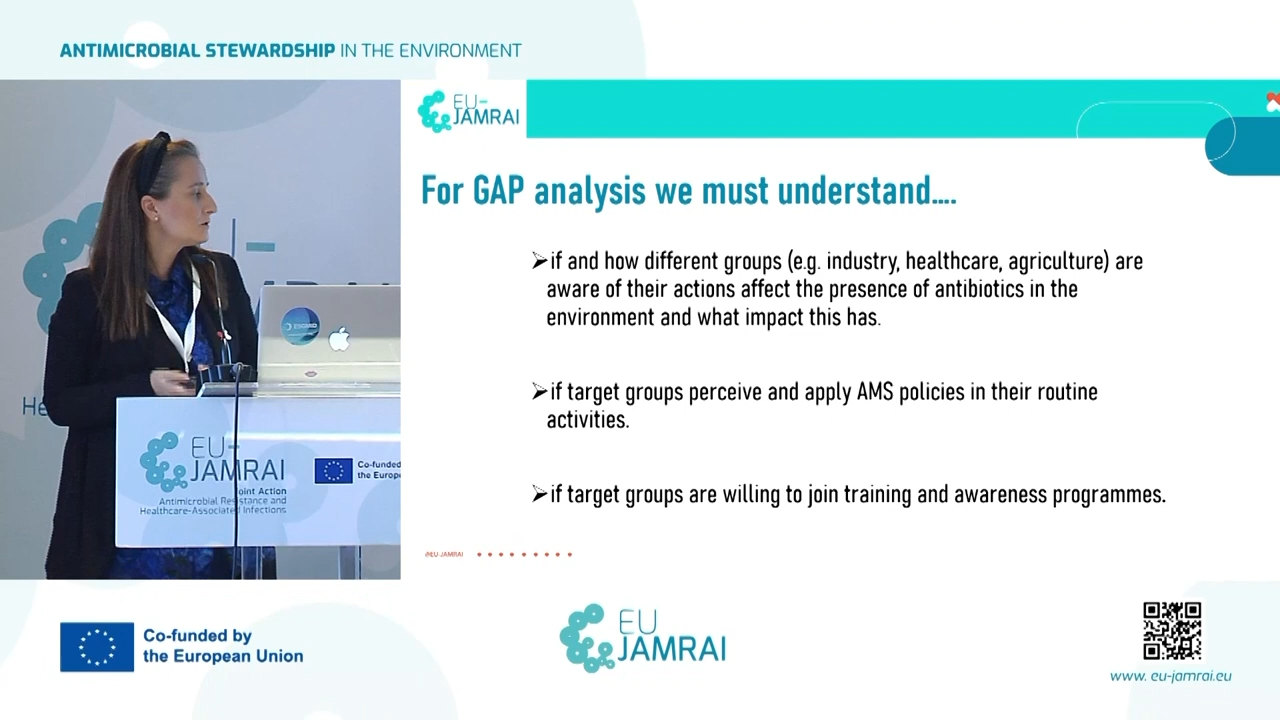 ANTIMICROBIAL STEWARDSHIP IN THE ENVIRONMENT
EU-
JAMRAI
For GAP analysis we must understand....
➢if and how different groups (e.g. industry, healthcare, agriculture) are
aware of their actions affect the presence of antibiotics in the
environment and what impact this has.
➢if target groups perceive and apply AMS policies in their routine
activities.
➢if target groups are willing to join training and awareness programmes.
#EU-JAMRAI
He
EU-
JAMRAI
Joint Action
Antimicrobial Resistance and
Healthcare-Associated Infections
Co-funded
the Europe
Co-funded by
the European Union
EU
JAMRAI
www. eu-jamrai.eu